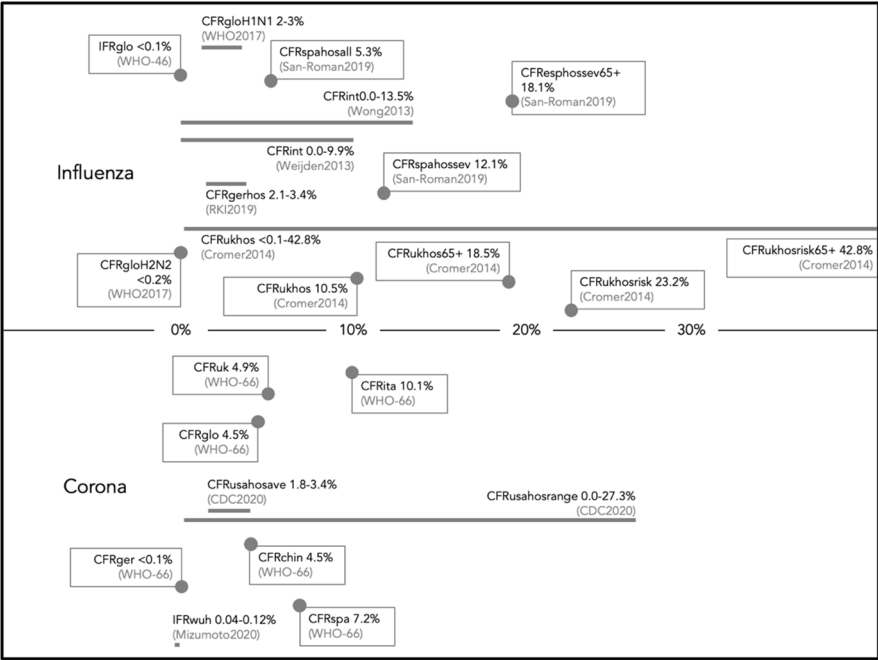 CFRgloH1N1 2-3%
(WHO2017)
IFRglo <0.1%
(WHO-46)
CFRspahosall 5.3%
(San-Roman2019)
CFResphossev65+
18.1%
(San-Roman2019)
CFRint0.0-13.5%
(Wong2013)
CFRint 0.0-9.9%
(Weijden2013)
Influenza
CFRspahossev 12.1%
(San-Roman2019)
CFRgerhos 2.1-3.4%
(RKI2019)
CFRukhos <0.1-42.8%
(Cromer2014)
CFRgloH2N2
<0.2%
(WHO2017)
CFRukhos 10.5%
(Cromer2014)
CFRukhos65+ 18.5%
(Cromer2014)
CFRukhosrisk 23.2%
(Cromer2014)
CFRukhosrisk65+ 42.8%
(Cromer2014)
0% 10% 20% 30%
CFRuk 4.9%
(WHO-66)
CFRita 10.1%
(WHO-66)
CFRglo 4.5%
(WHO-66)
Corona
CFRusahosave 1.8-3.4%
(CDC2020)
CFRusahosrange 0.0-27.3%
(CDC2020)
CFRger <0.1%
(WHO-66)
CFRchin 4.5%
(WHO-66)
IFRwuh 0.04-0.12%
(Mizumoto2020)
CFRspa 7.2%
(WHO-66)